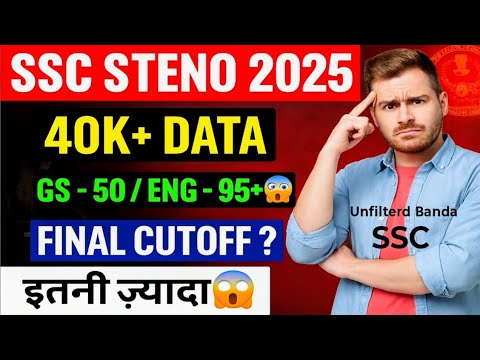 SSC STENO 2025
40K+ DATA
GS - 50 / ENG - 95+😱
Unfilterd Banda
SSC
FINAL CUTOFF ?
इतनी ज़्यादा😱